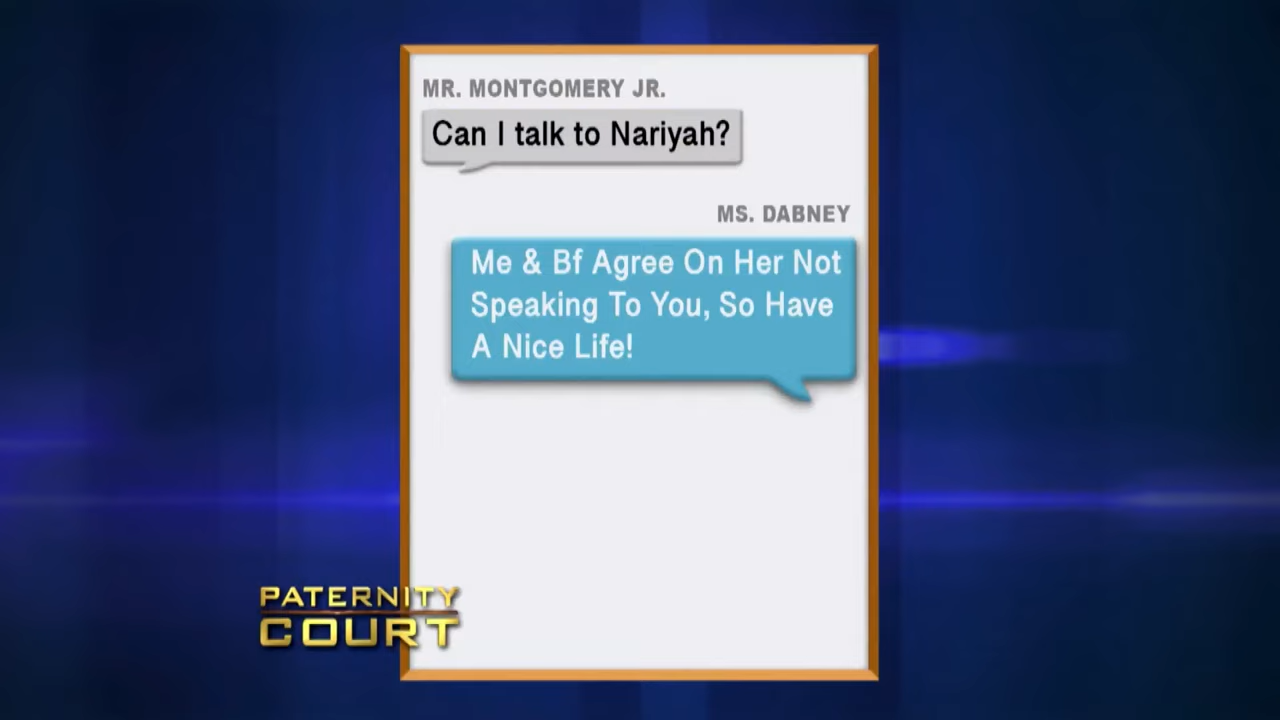 MR. MONTGOMERY JR.
Can I talk to Nariyah?
MS. DABNEY
Me & Bf Agree On Her Not
Speaking To You, So Have
A Nice Life!
PATERNITY
COURT